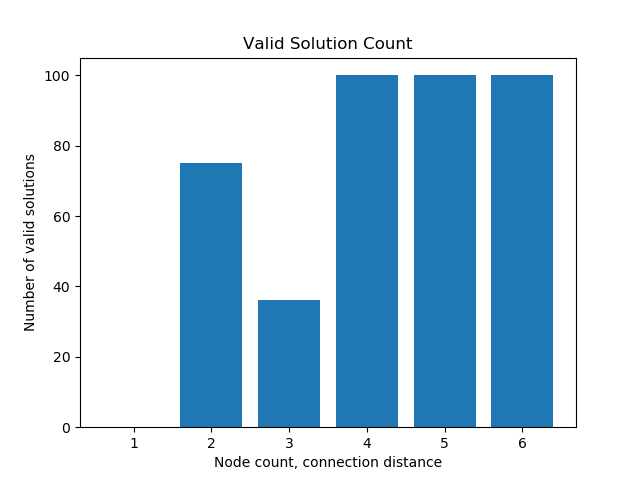 Valid Solution Count
100
80
60
40
20
0
Number of valid solutions
1 2 3 4 5 6
Node count, connection distance